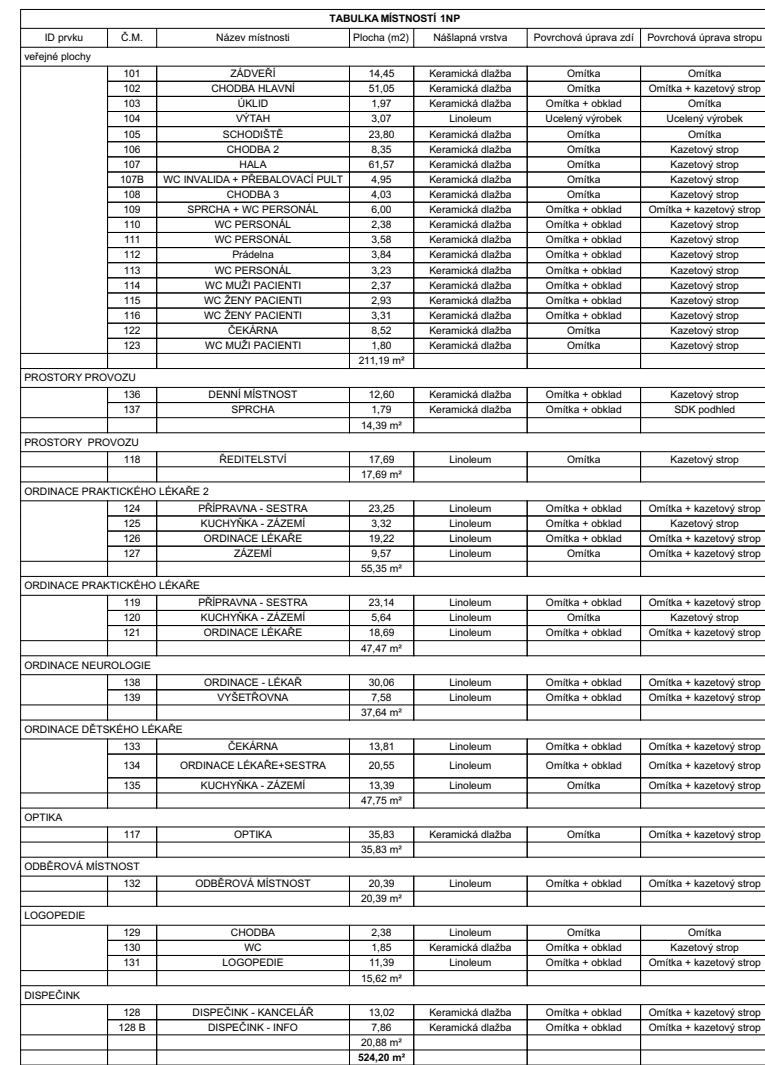 TABULKA MÍSTNOSTÍ 1NP
ID prvku Č.M. Název místnosti Plocha (m2) Nášlapná vrstva Povrchová úprava zdí Povrchová úprava stropu
veřejné plochy
101 ZÁDVEŘÍ 14,45 Keramická dlažba Omítka Omítka
102 CHODBA HLAVNÍ 51,05 Keramická dlažba Omítka Omítka + kazetový strop
103 ÚKLID 1,97 Keramická dlažba Omítka + obklad Omítka
104 VÝTAH 3,07 Linoleum Ucelený výrobek Ucelený výrobek
105 SCHODIŠTĚ 23,80 Keramická dlažba Omítka Omítka
106 CHODBA 2 8,35 Keramická dlažba Omítka Kazetový strop
107 HALA 61,57 Keramická dlažba Omítka Kazetový strop
107B WC INVALIDA + PŘEBALOVACÍ PULT 4,95 Keramická dlažba Omítka Kazetový strop
108 CHODBA 3 4,03 Keramická dlažba Omítka Kazetový strop
109 SPRCHA + WC PERSONÁL 6,00 Keramická dlažba Omítka + obklad Omítka + kazetový strop
110 WC PERSONÁL 2,38 Keramická dlažba Omítka + obklad Kazetový strop
111 WC PERSONÁL 3,58 Keramická dlažba Omítka + obklad Kazetový strop
112 Prádelna 3,84 Keramická dlažba Omítka + obklad Kazetový strop
113 WC PERSONÁL 3,23 Keramická dlažba Omítka + obklad Kazetový strop
114 WC MUŽI PACIENTI 2,37 Keramická dlažba Omítka + obklad Kazetový strop
115 WC ŽENY PACIENTI 2,93 Keramická dlažba Omítka + obklad Kazetový strop
116 WC ŽENY PACIENTI 3,31 Keramická dlažba Omítka + obklad Kazetový strop
122 ČEKÁRNA 8,52 Keramická dlažba Omítka Kazetový strop
123 WC MUŽI PACIENTI 1,80 Keramická dlažba Omítka Kazetový strop
211,19 m²
PROSTORY PROVOZU
136 DENNÍ MÍSTNOST 12,60 Keramická dlažba Omítka + obklad Kazetový strop
137 SPRCHA 1,79 Keramická dlažba Omítka + obklad SDK podhled
14,39 m²
PROSTORY PROVOZU
118 ŘEDITELSTVÍ 17,69 Linoleum Omítka Kazetový strop
17,69 m²
ORDINACE PRAKTICKÉHO LÉKAŘE 2
124 PŘÍPRAVNA - SESTRA 23,25 Linoleum Omítka + obklad Omítka + kazetový strop
125 KUCHYŇKA - ZÁZEMÍ 3,32 Linoleum Omítka + obklad Kazetový strop
126 ORDINACE LÉKAŘE 19,22 Linoleum Omítka + obklad Omítka + kazetový strop
127 ZÁZEMÍ 9,57 Linoleum Omítka Omítka + kazetový strop
55,35 m²
ORDINACE PRAKTICKÉHO LÉKAŘE
119 PŘÍPRAVNA - SESTRA 23,14 Linoleum Omítka + obklad Omítka + kazetový strop
120 KUCHYŇKA - ZÁZEMÍ 5,64 Linoleum Omítka Kazetový strop
121 ORDINACE LÉKAŘE 18,69 Linoleum Omítka + obklad Omítka + kazetový strop
47,47 m²
ORDINACE NEUROLOGIE
138 ORDINACE - LÉKAŘ 30,06 Linoleum Omítka + obklad Omítka + kazetový strop
139 VYŠETŘOVNA 7,58 Linoleum Omítka + obklad Omítka + kazetový strop
37,64 m²
ORDINACE DĚTSKÉHO LÉKAŘE
133 ČEKÁRNA 13,81 Linoleum Omítka + obklad Omítka + kazetový strop
134 ORDINACE LÉKAŘE+SESTRA 20,55 Linoleum Omítka + obklad Omítka + kazetový strop
135 KUCHYŇKA - ZÁZEMÍ 13,39 Linoleum Omítka Omítka + kazetový strop
47,75 m²
OPTIKA
117 OPTIKA 35,83 Keramická dlažba Omítka Omítka + kazetový strop
35,83 m²
ODBĚROVÁ MÍSTNOST
132 ODBĚROVÁ MÍSTNOST 20,39 Linoleum Omítka + obklad Omítka + kazetový strop
20,39 m²
LOGOPEDIE
129 CHODBA 2,38 Linoleum Omítka Omítka
130 WC 1,85 Keramická dlažba Omítka + obklad Kazetový strop
131 LOGOPEDIE 11,39 Linoleum Omítka + obklad Omítka + kazetový strop
15,62 m²
DISPEČINK
128 DISPEČINK - KANCELÁŘ 13,02 Keramická dlažba Omítka + obklad Omítka + kazetový strop
128 B DISPEČINK - INFO 7,86 Keramická dlažba Omítka + obklad Omítka + kazetový strop
20,88 m²
524,20 m²